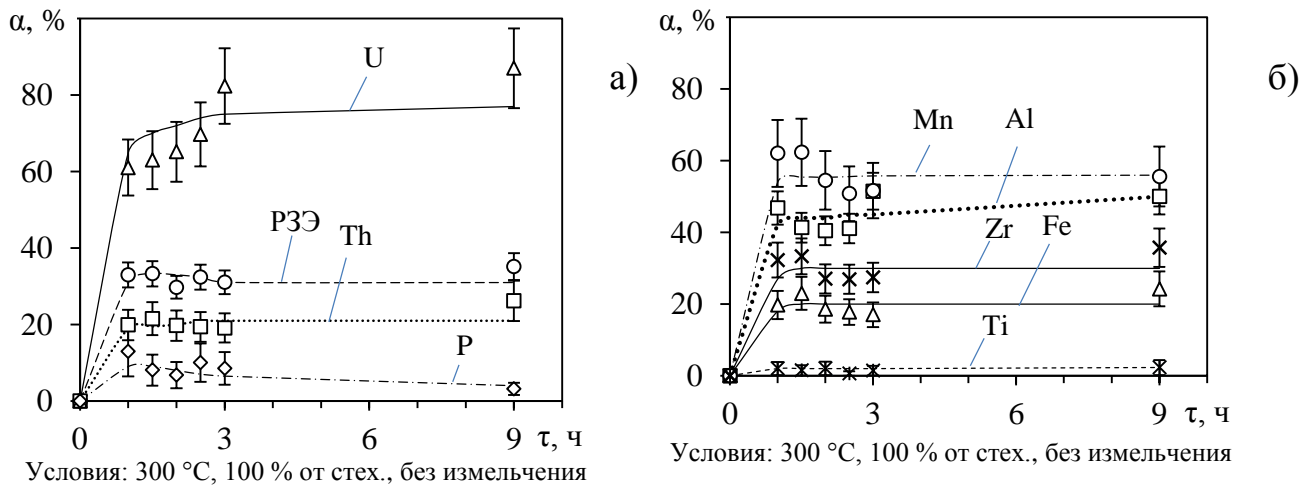 α, %
80
60
40
20
0
0 3 6 9 τ, ч
U
РЗЭ
Th
P
а)
Условия: 300 °C, 100 % от стех., без измельчения
α, %
80
60
40
20
0
0 3 6 9 τ, ч
Mn
Al
Zr
Fe
Ti
б)
Условия: 300 °C, 100 % от стех., без измельчения